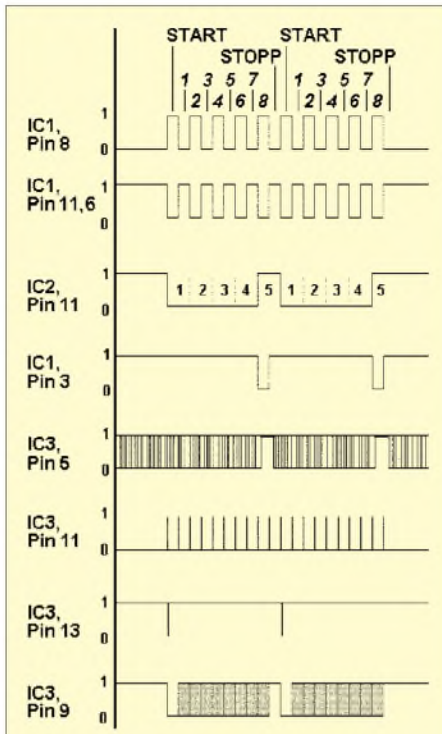 START START
STOPP STOPP
1 3 5 7 1 3 5 7
2 4 6 8 2 4 6 8
IC1, 1
Pin 8 0
IC1, 1
Pin 11,6 0
IC2, 1
Pin 11 0
1 2 3 4 5 1 2 3 4 5
IC1, 1
Pin 3 0
IC3, 1
Pin 5 0
IC3, 1
Pin 11 0
IC3, 1
Pin 13 0
IC3, 1
Pin 9 0